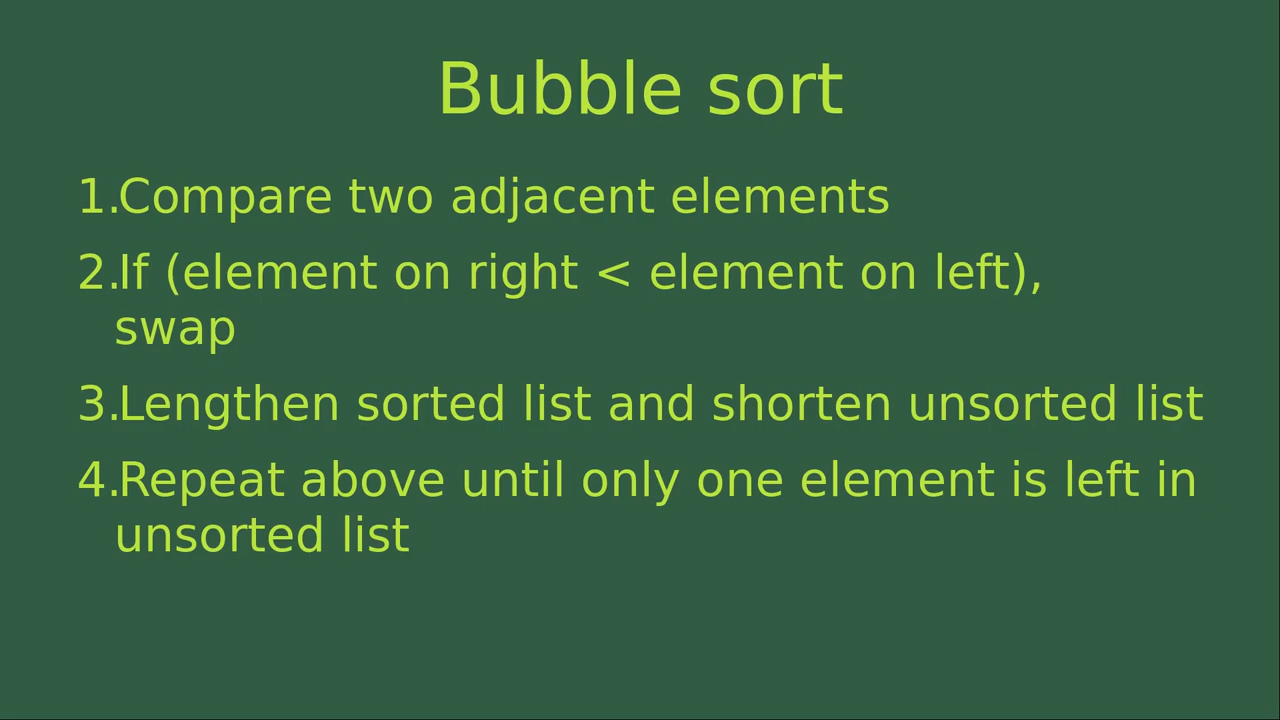 Bubble sort
1.Compare two adjacent elements
2.If (element on right < element on left),
swap
3.Lengthen sorted list and shorten unsorted list
4.Repeat above until only one element is left in
unsorted list